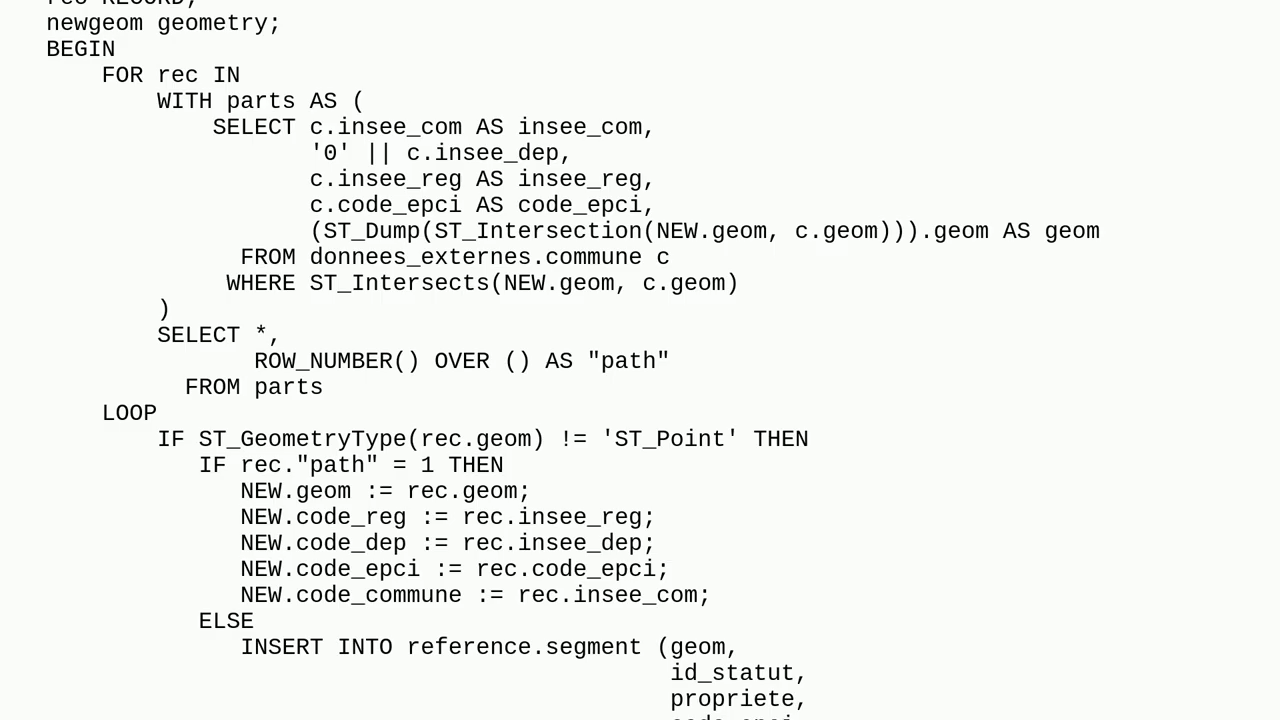 rec RECORD;
newgeom geometry;
BEGIN
FOR rec IN
WITH parts AS (
SELECT c.insee_com AS insee_com,
'0' || c.insee_dep,
c.insee_reg AS insee_reg,
c.code_epci AS code_epci,
(ST_Dump(ST_Intersection(NEW.geom, c.geom))).geom AS geom
FROM donnees_externes.commune c
WHERE ST_Intersects(NEW.geom, c.geom)
)
SELECT *,
ROW_NUMBER() OVER () AS "path"
FROM parts
LOOP
IF ST_GeometryType(rec.geom) != 'ST_Point' THEN
IF rec."path" = 1 THEN
NEW.geom := rec.geom;
NEW.code_reg := rec.insee_reg;
NEW.code_dep := rec.insee_dep;
NEW.code_epci := rec.code_epci;
NEW.code_commune := rec.insee_com;
ELSE
INSERT INTO reference.segment (geom,
id_statut,
propriete,